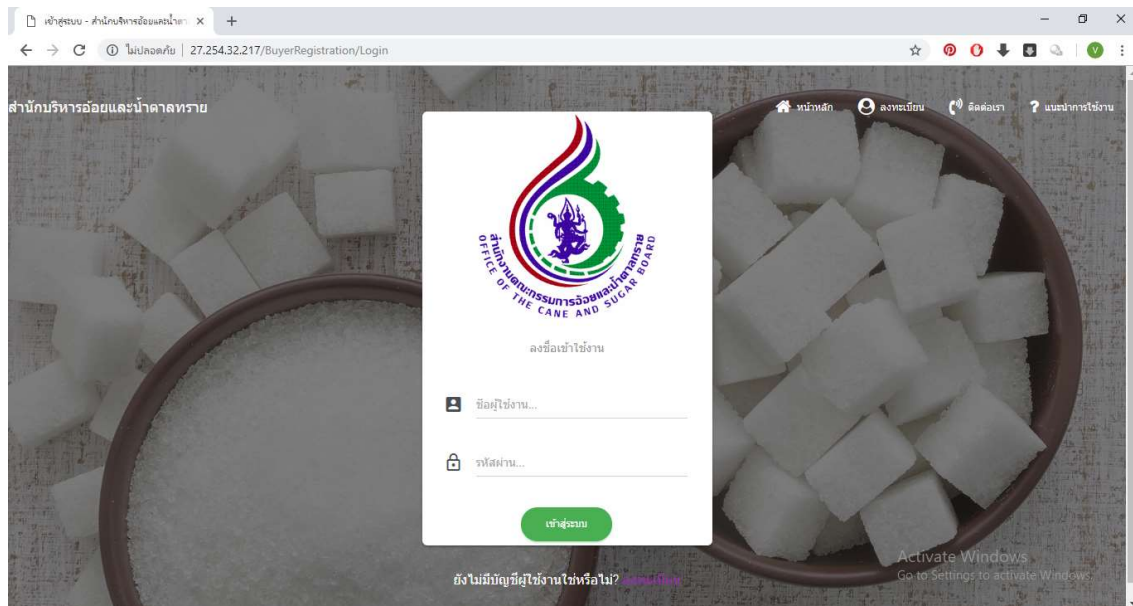 เข้าสู่ระบบ - สำนักบริหารอ้อยและน้ำตา
ไม่ปลอดภัย | 27.254.32.217/BuyerRegistration/Login
V
สำนักบริหารอ้อยและน้ำตาลทราย
หน้าหลัก
ลงทะเบียน
ติดต่อเรา
? แนะนำการใช้งาน
สำนักงานคณะกรรมการอ้อยและน้ำตาลทราย
OFFICE OF THE CANE AND SUGAR BOARD
ลงชื่อเข้าใช้งาน
ชื่อผู้ใช้งาน...
รหัสผ่าน...
เข้าสู่ระบบ
ยังไม่มีบัญชีผู้ใช้งานใช่หรือไม่? ลงทะเบียน
Activate Windows
Go to Settings to activate Windows.